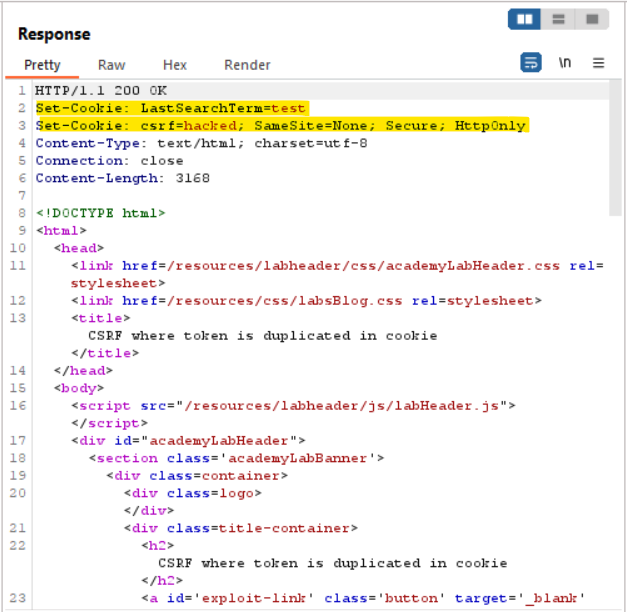 Response
Pretty Raw Hex Render \n
1 HTTP/1.1 200 OK
2 Set-Cookie: LastSearchTerm=test
3 Set-Cookie: csrf=hacked; SameSite=None; Secure; HttpOnly
4 Content-Type: text/html; charset=utf-8
5 Connection: close
6 Content-Length: 3168
7
8 <!DOCTYPE html>
9 <html>
10 <head>
11 <link href=/resources/labheader/css/academyLabHeader.css rel=
stylesheet>
12 <link href=/resources/css/labsBlog.css rel=stylesheet>
13 <title>
CSRF where token is duplicated in cookie
</title>
14 </head>
15 <body>
16 <script src="/resources/labheader/js/labHeader.js">
</script>
17 <div id="academyLabHeader">
18 <section class='academyLabBanner'>
19 <div class=container>
20 <div class=logo>
</div>
21 <div class=title-container>
22 <h2>
CSRF where token is duplicated in cookie
</h2>
23 <a id='exploit-link' class='button' target='_blank'